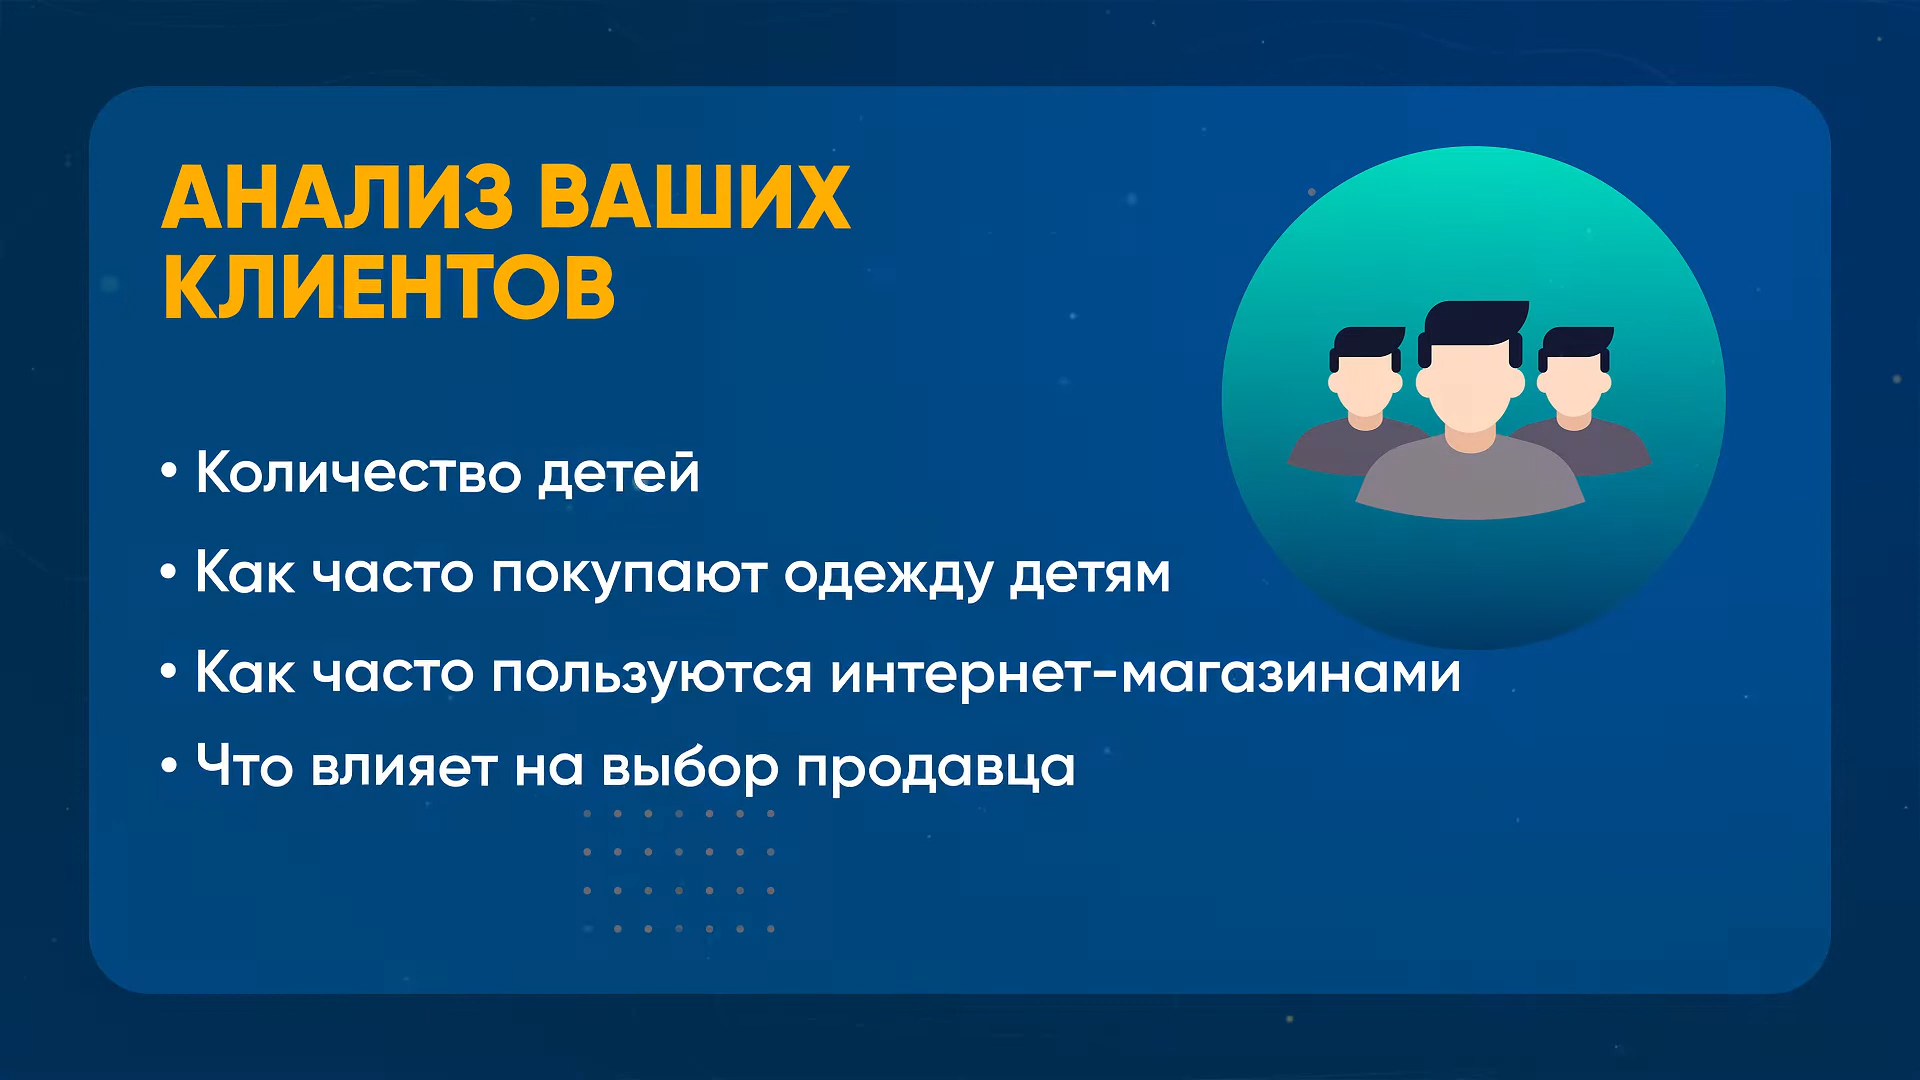 АНАЛИЗ ВАШИХ
КЛИЕНТОВ
• Количество детей
• Как часто покупают одежду детям
• Как часто пользуются интернет-магазинами
• Что влияет на выбор продавца